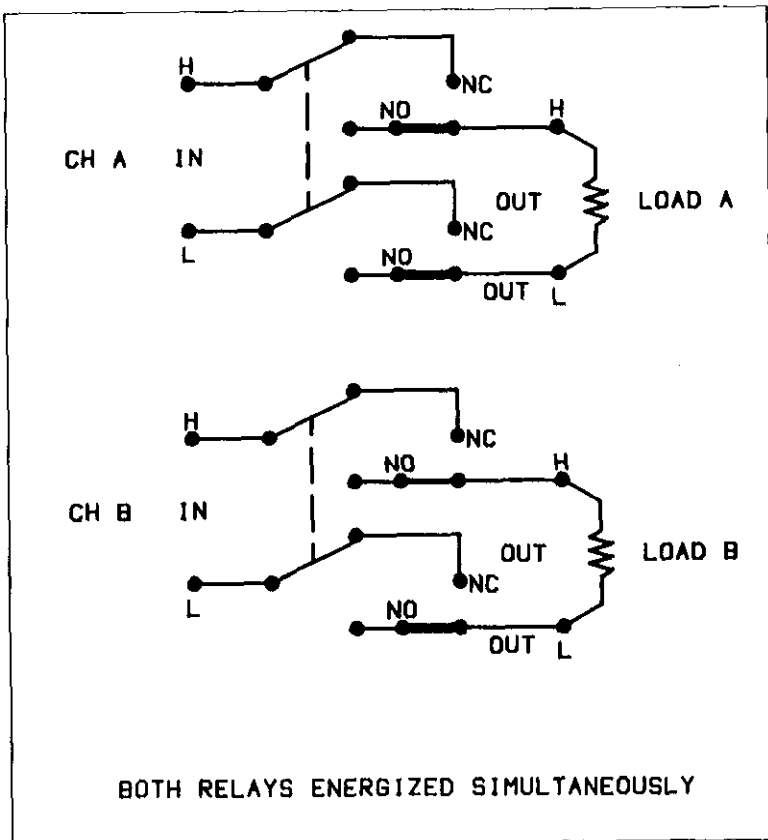 H
NC
NO
H
CH A IN
OUT
LOAD A
L
NC
NO
OUT L
H
NC
NO
H
CH B IN
OUT
LOAD B
L
NC
NO
OUT L
BOTH RELAYS ENERGIZED SIMULTANEOUSLY